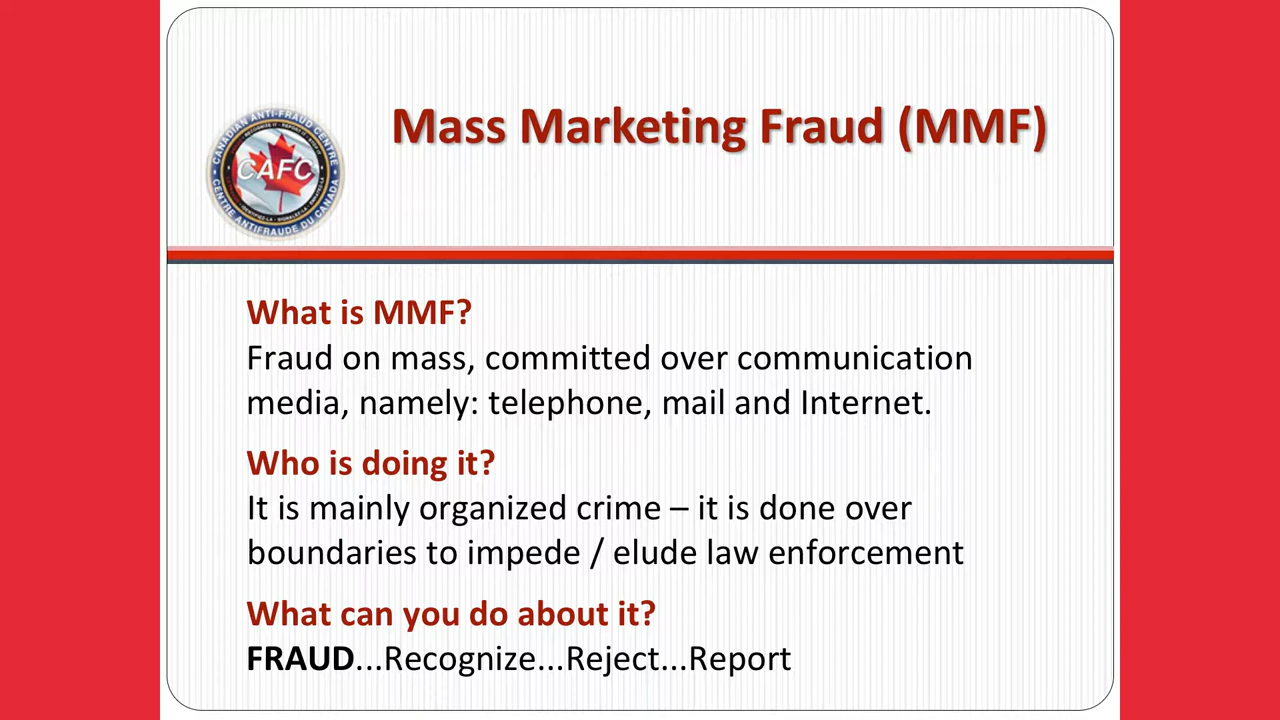 Mass Marketing Fraud (MMF)
CANADIAN ANTI-FRAUD CENTRE
CAFC
CENTRE ANTIFRAUDE DU CANADA
What is MMF?
Fraud on mass, committed over communication
media, namely: telephone, mail and Internet.
Who is doing it?
It is mainly organized crime – it is done over
boundaries to impede / elude law enforcement
What can you do about it?
FRAUD...Recognize...Reject...Report